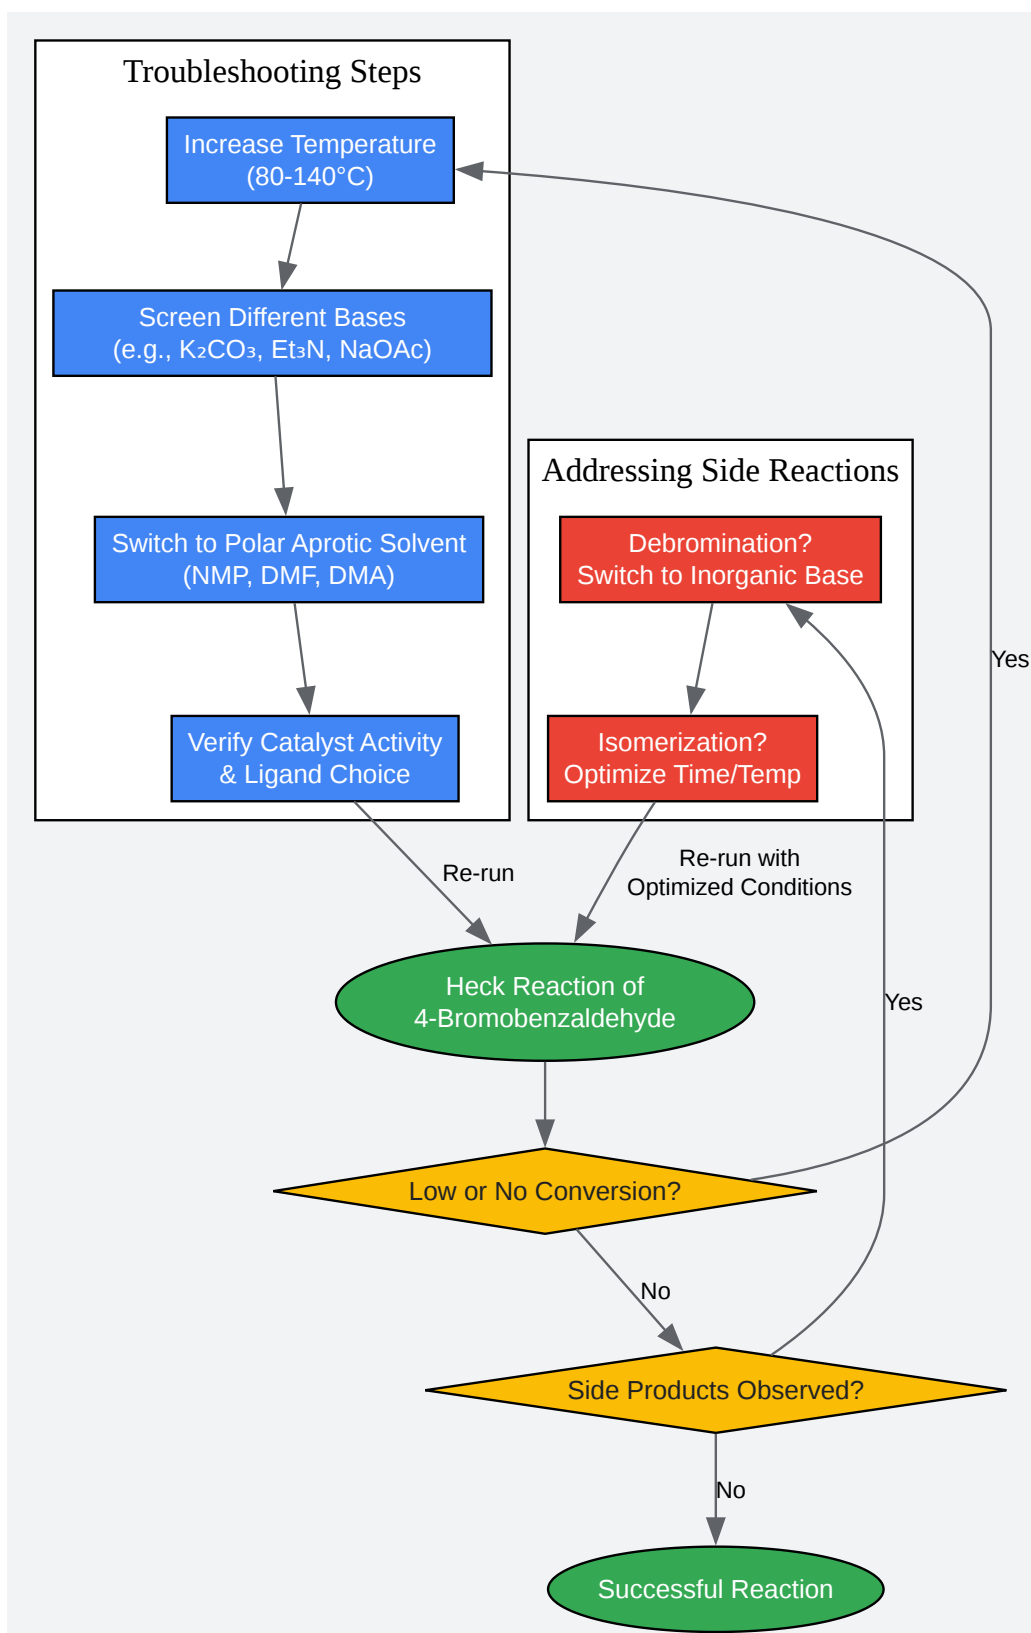 Troubleshooting Steps
Increase Temperature
(80-140°C)
Screen Different Bases
(e.g., K₂CO₃, Et₃N, NaOAc)
Switch to Polar Aprotic Solvent
(NMP, DMF, DMA)
Verify Catalyst Activity
& Ligand Choice
Addressing Side Reactions
Debromination?
Switch to Inorganic Base
Isomerization?
Optimize Time/Temp
Yes
Re-run
Re-run with
Optimized Conditions
Heck Reaction of
4-Bromobenzaldehyde
Yes
Low or No Conversion?
No
Side Products Observed?
No
Successful Reaction